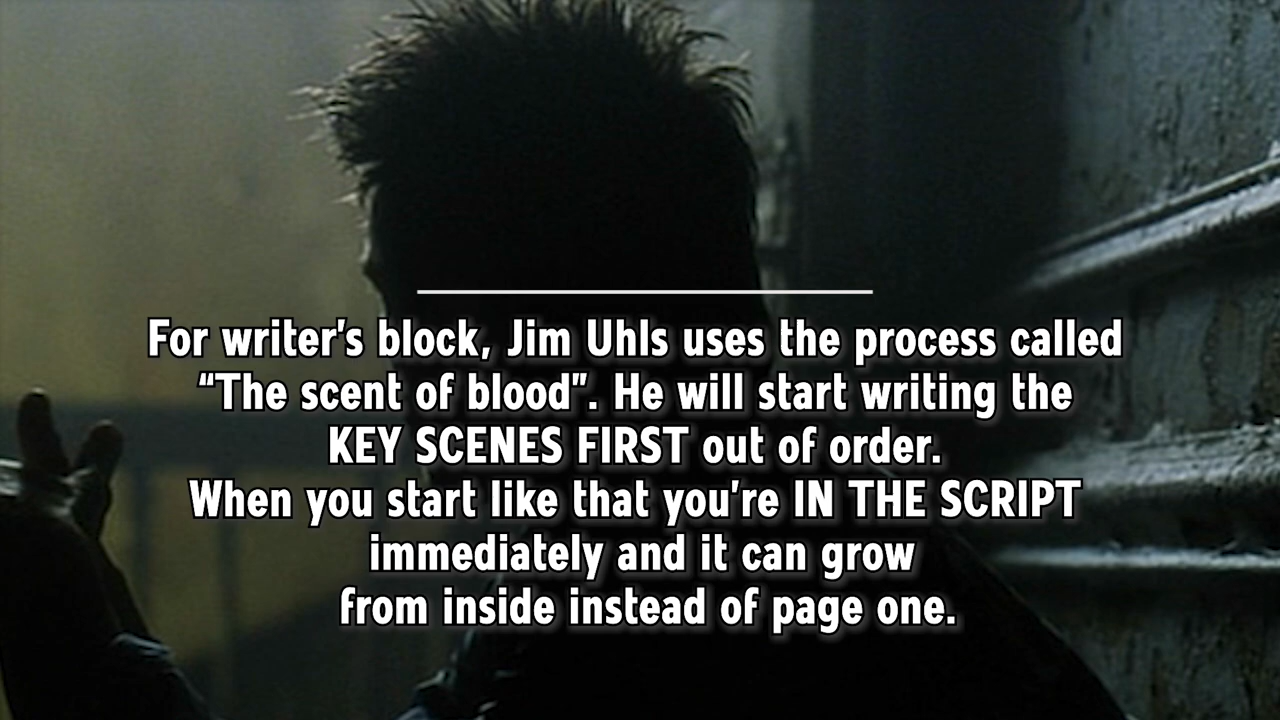 For writer's block, Jim Uhls uses the process called
“The scent of blood”. He will start writing the
KEY SCENES FIRST out of order.
When you start like that you're IN THE SCRIPT
immediately and it can grow
from inside instead of page one.